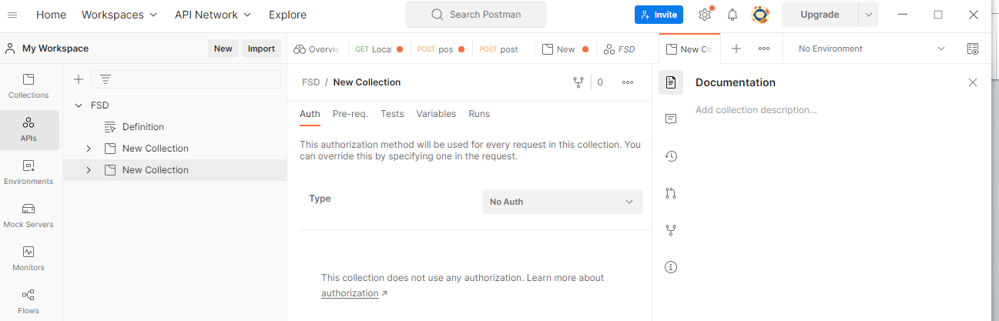 Home Workspaces API Network Explore Search Postman Invite Upgrade
My Workspace New Import Overvie GET Local POST pos POST post New FSD New Co No Environment
Collections
APIs
Environments
Mock Servers
Monitors
Flows
FSD
Definition
New Collection
New Collection
FSD / New Collection 0
Auth Pre-req. Tests Variables Runs
This authorization method will be used for every request in this collection. You
can override this by specifying one in the request.
Type No Auth
This collection does not use any authorization. Learn more about
authorization ↗
Documentation
Add collection description...